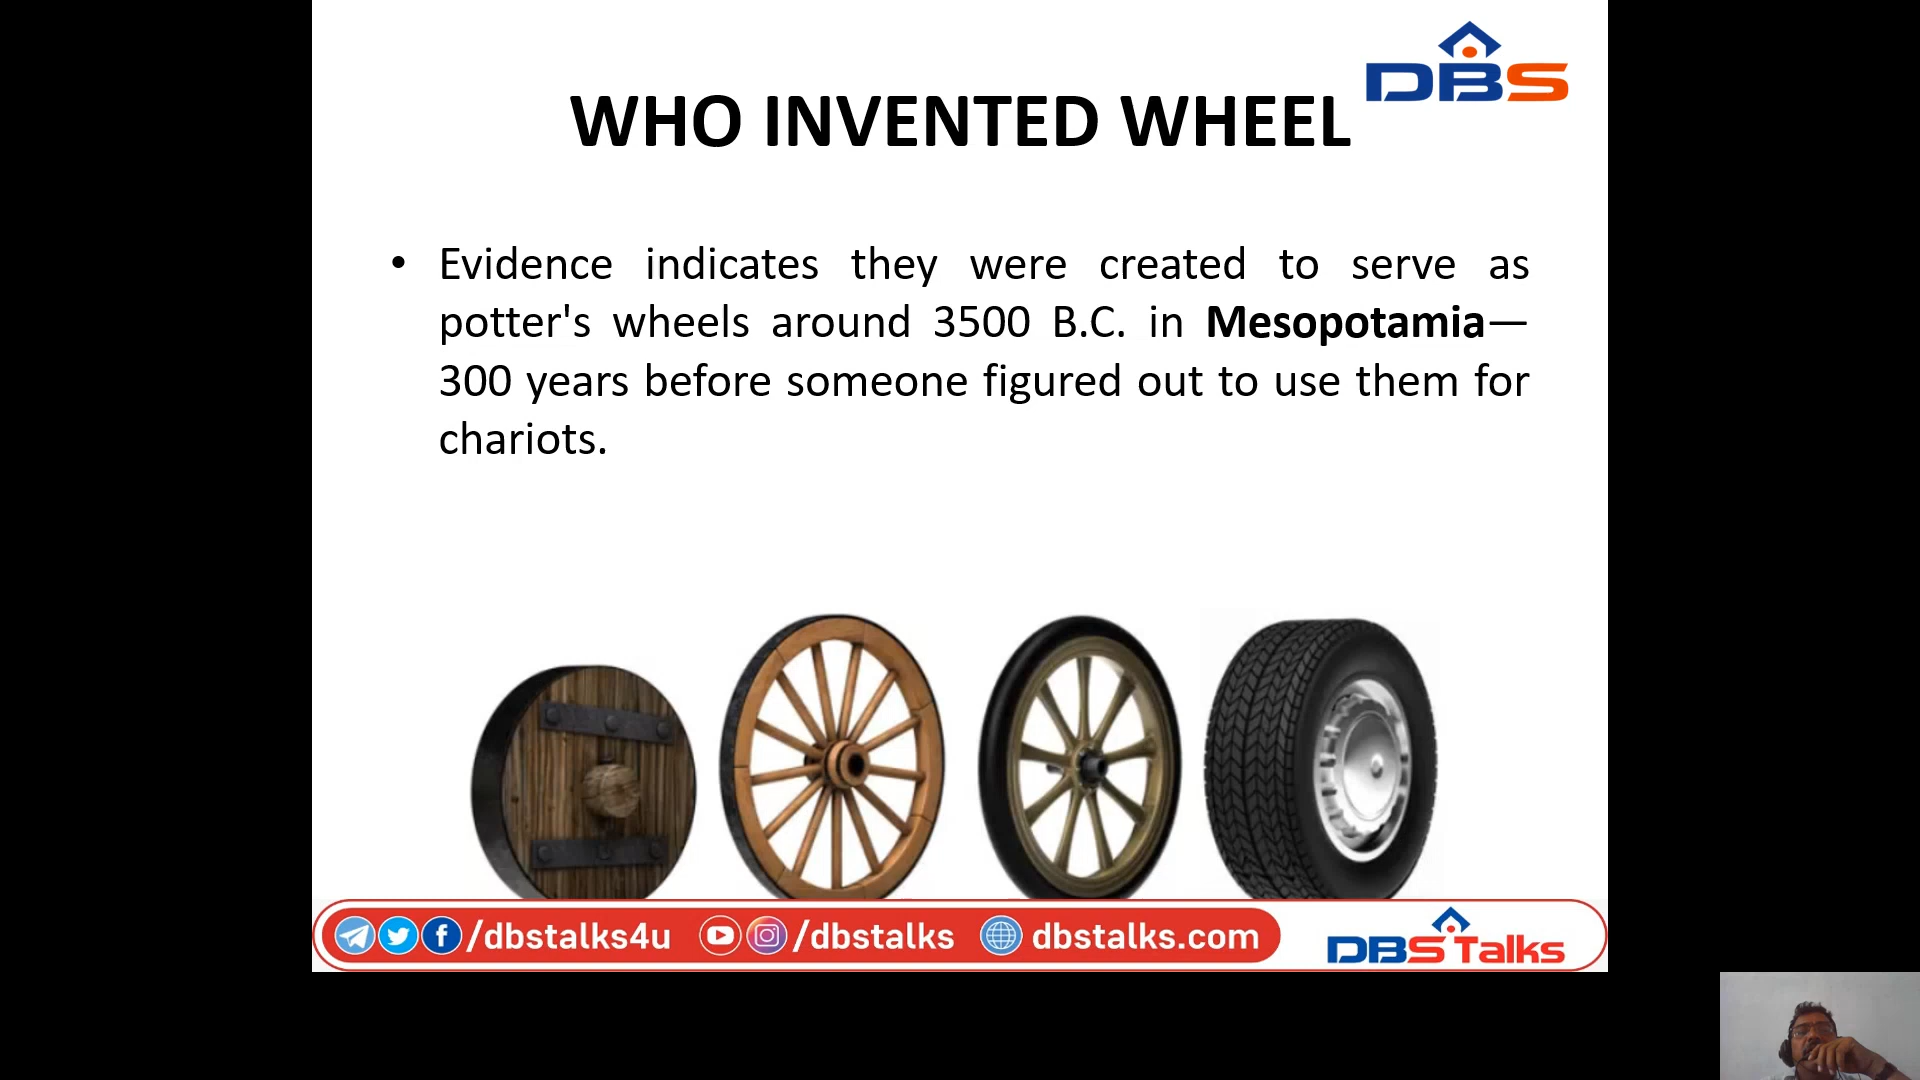 DBS
WHO INVENTED WHEEL
• Evidence indicates they were created to serve as
potter's wheels around 3500 B.C. in Mesopotamia—
300 years before someone figured out to use them for
chariots.
/dbstalks4u /dbstalks dbstalks.com DBS Talks